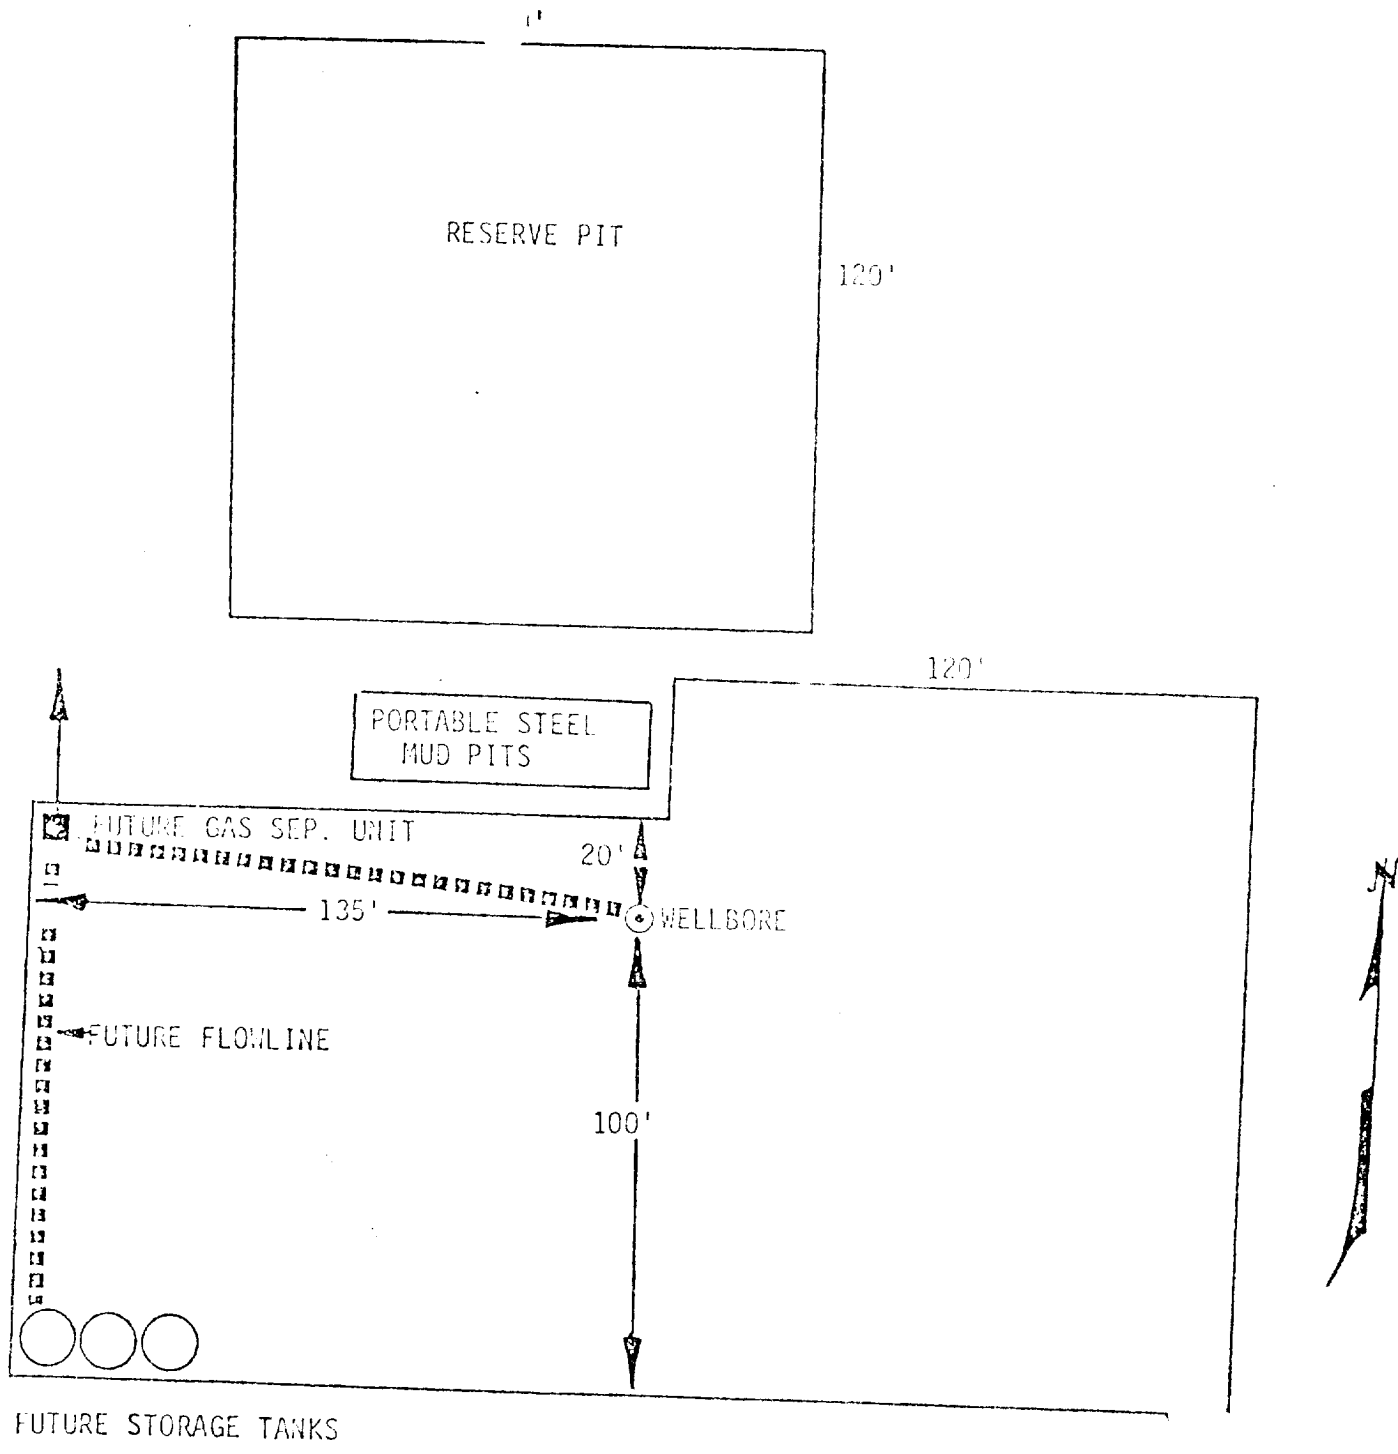 RESERVE PIT
120'
120'
PORTABLE STEEL
MUD PITS
FUTURE GAS SEP. UNIT
20'
135'
WELLBORE
N
FUTURE FLOWLINE
100'
FUTURE STORAGE TANKS